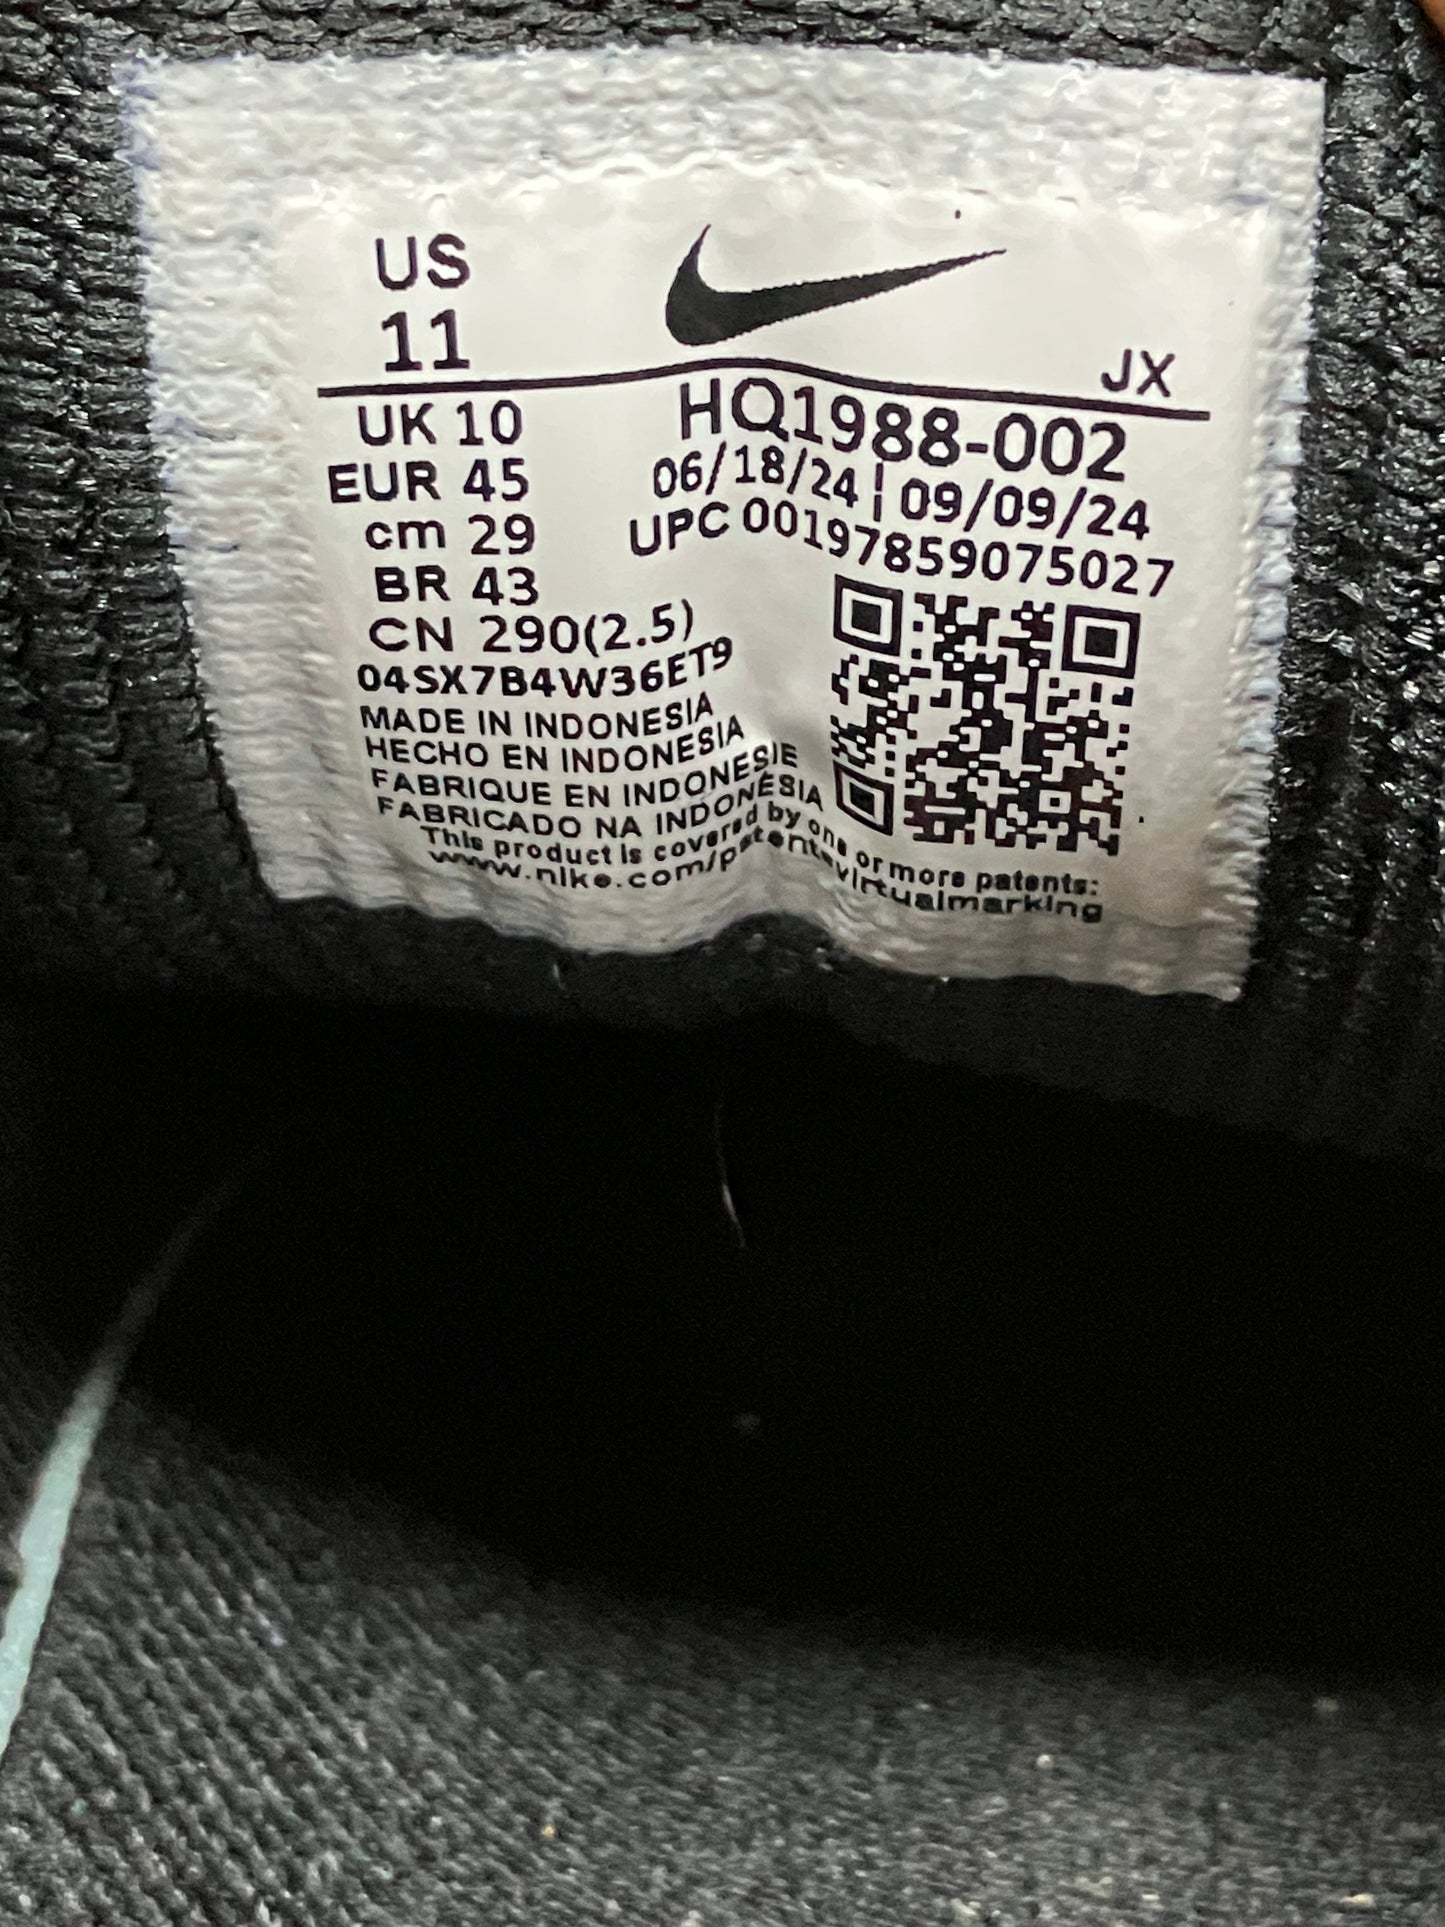 US
11
JX
UK 10
EUR 45
cm 29
BR 43
CN 290(2.5)
04SX7B4W36ET9
HQ1988-002
06/18/24 ¦ 09/09/24
UPC 00197859075027
MADE IN INDONESIA
HECHO EN INDONESIA
FABRIQUE EN INDONESIE
FABRICADO NA INDONÉSIA
This product is covered by one or more patents:
www.nike.com/patentsvirtualmarking